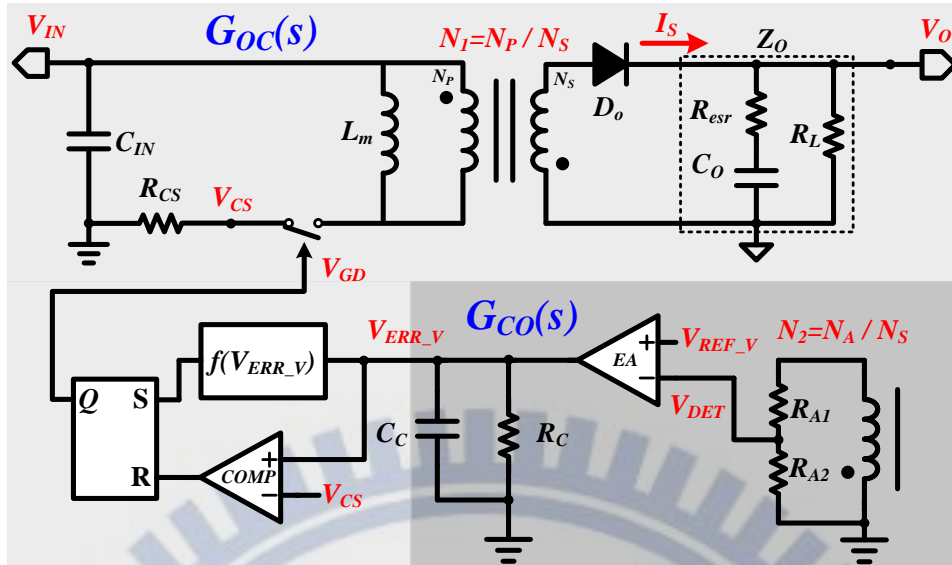 V_IN
G_OC(s)
N_1=N_P / N_S
I_S
Z_O
V_O
N_P
N_S
C_IN
L_m
D_o
R_esr
C_O
R_L
R_CS
V_CS
V_GD
G_CO(s)
N_2=N_A / N_S
V_ERR_V
f(V_ERR_V)
EA
V_REF_V
V_DET
Q
S
R
COMP
V_CS
C_C
R_C
R_A1
R_A2
+
−
+
−